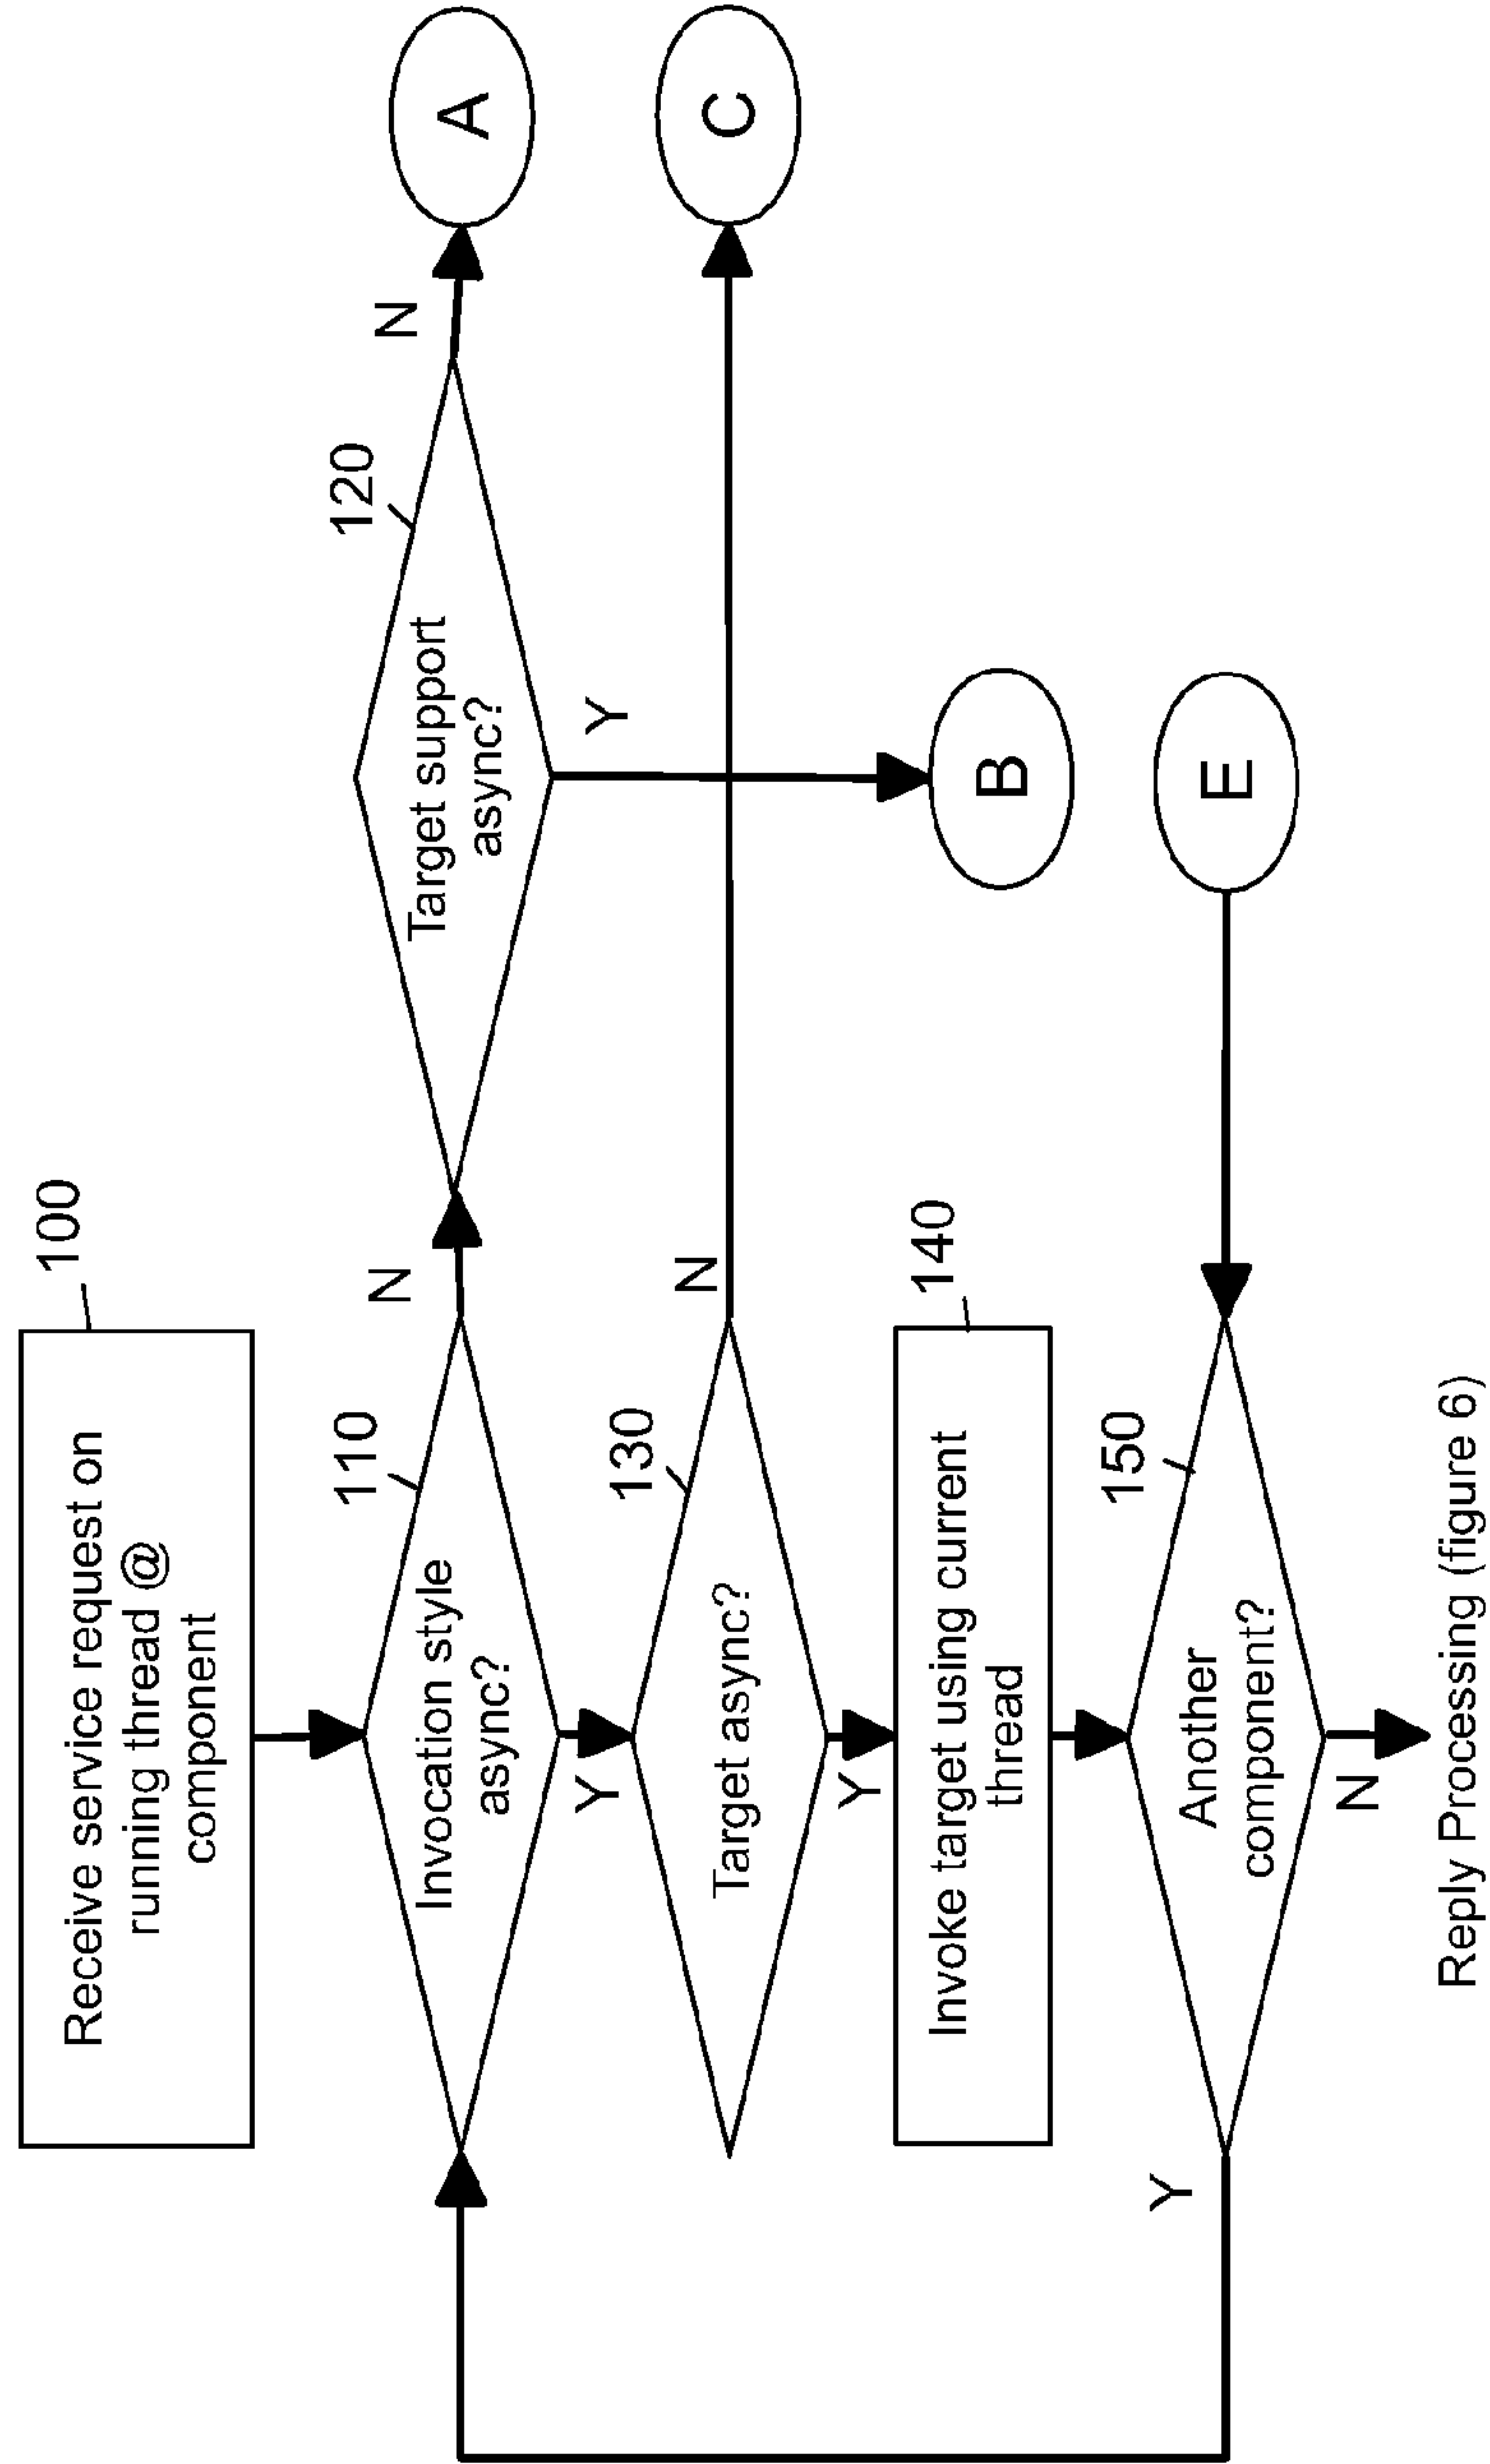 100
Receive service request on
running thread @
component
110
Invocation style
async?
N
120
Target support
async?
N
A
Y
Y
130
Target async?
N
C
Y
140
Invoke target using current
thread
B
150
Another
component?
E
Y
N
Reply Processing (figure 6)